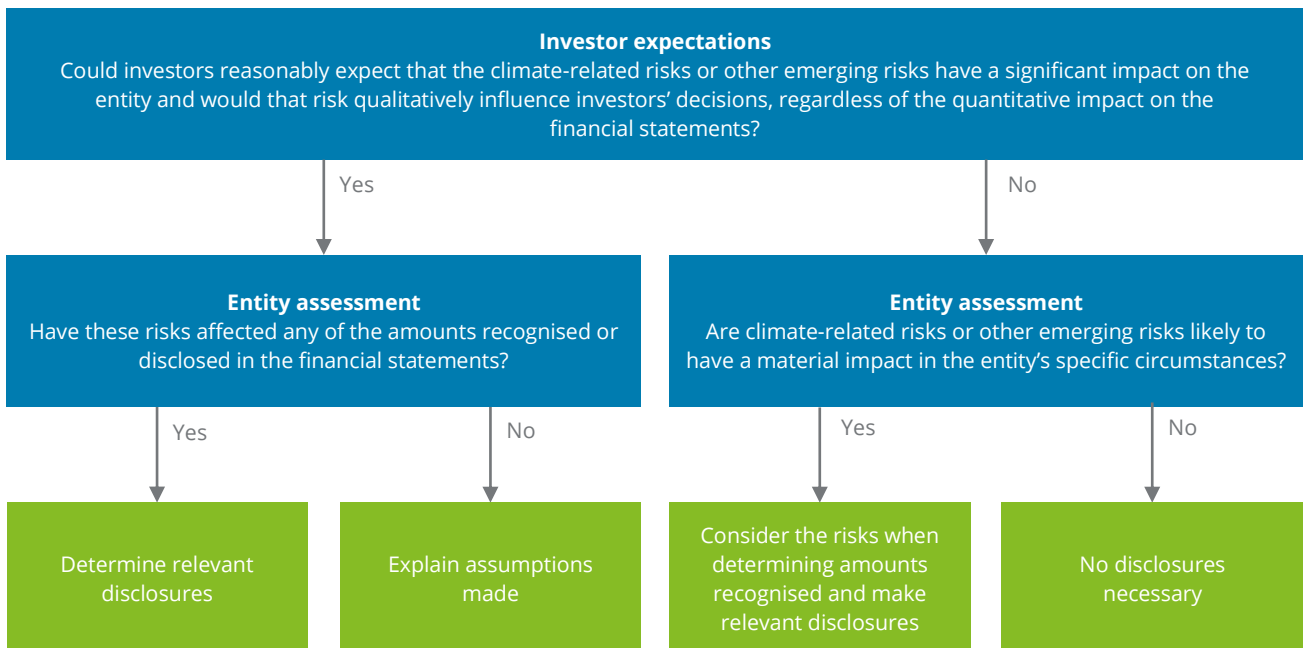 Investor expectations
Could investors reasonably expect that the climate-related risks or other emerging risks have a significant impact on the
entity and would that risk qualitatively influence investors’ decisions, regardless of the quantitative impact on the
financial statements?
Yes
No
Entity assessment
Have these risks affected any of the amounts recognised or
disclosed in the financial statements?
Entity assessment
Are climate-related risks or other emerging risks likely to
have a material impact in the entity’s specific circumstances?
Yes
No
Yes
No
Determine relevant
disclosures
Explain assumptions
made
Consider the risks when
determining amounts
recognised and make
relevant disclosures
No disclosures
necessary